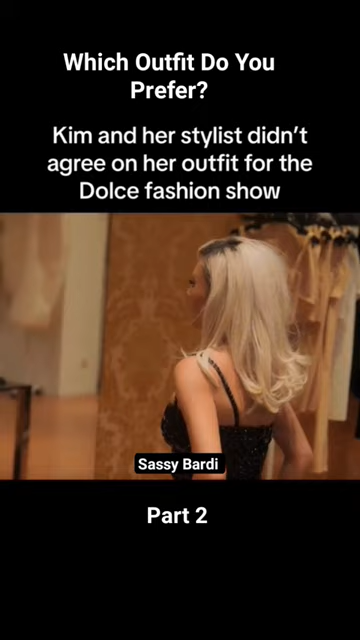 Which Outfit Do You
Prefer?
Kim and her stylist didn't
agree on her outfit for the
Dolce fashion show
Sassy Bardi
Part 2